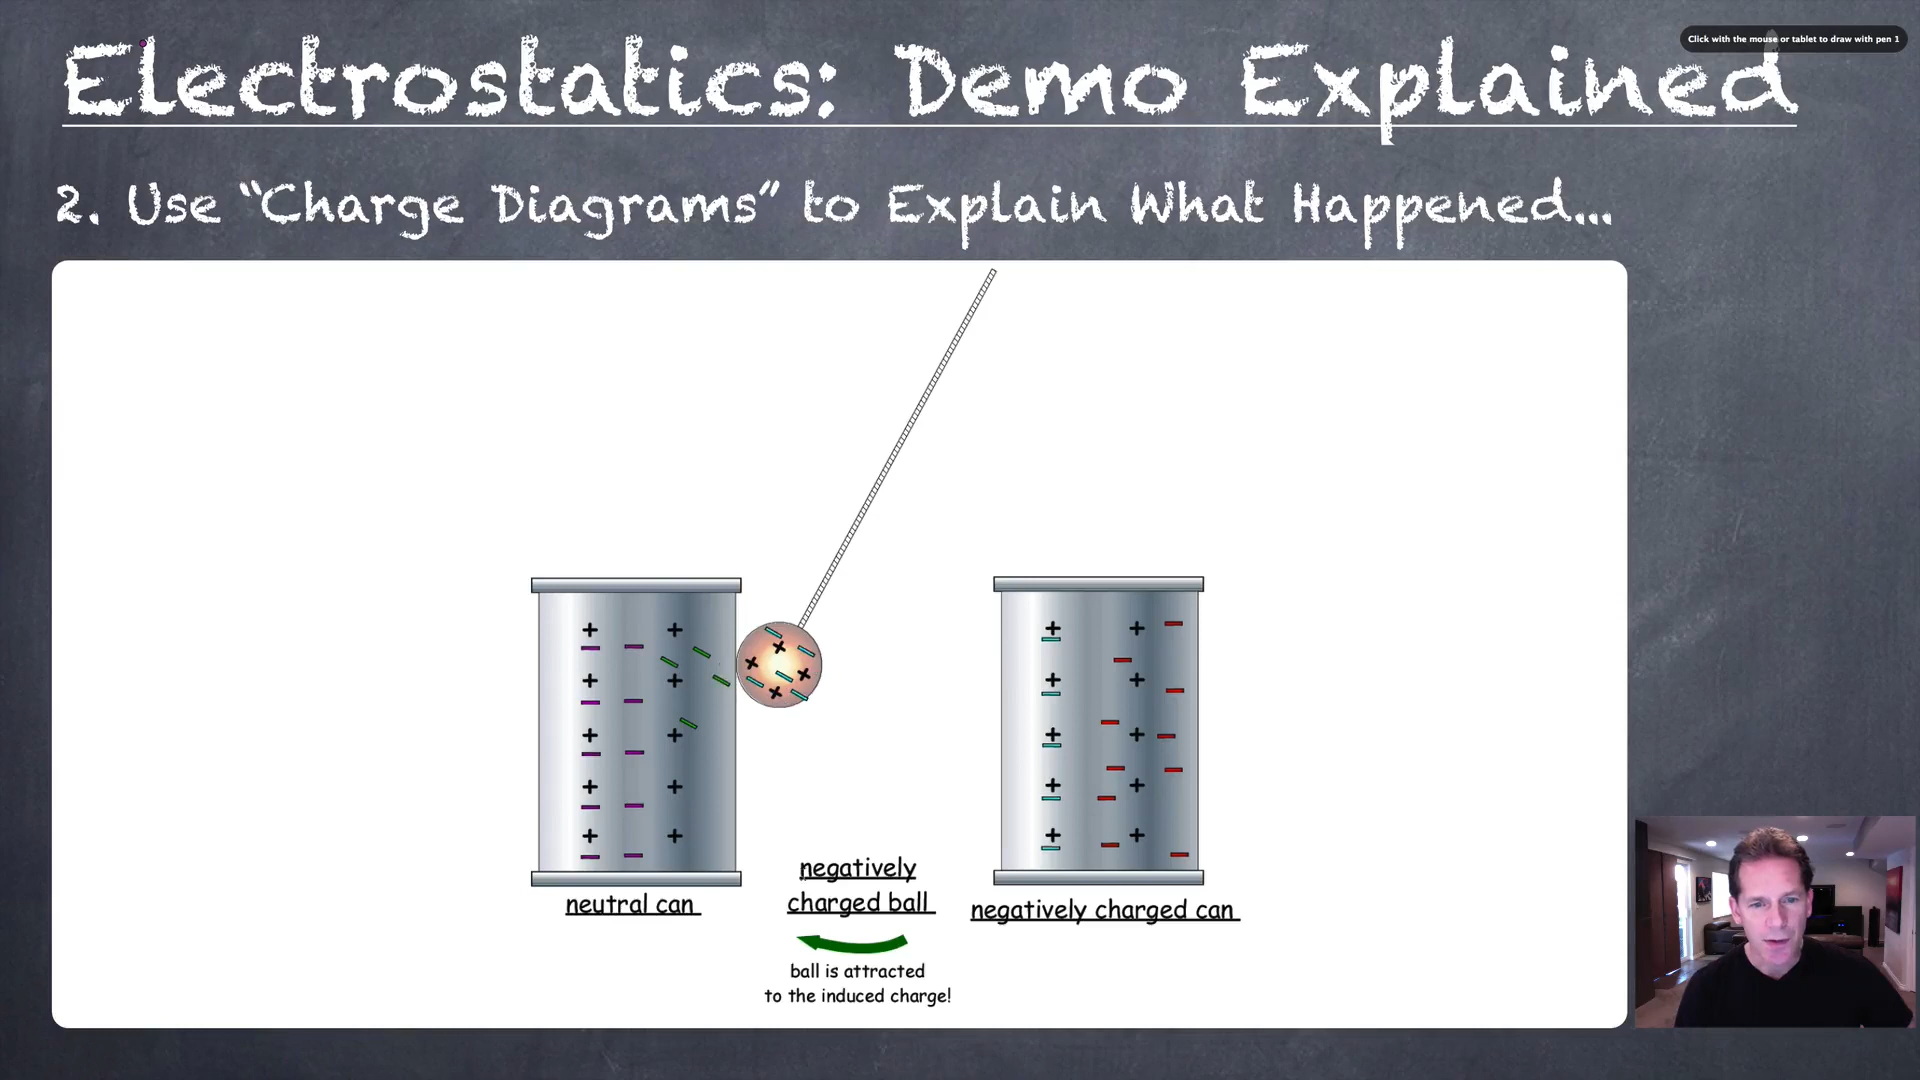 Electrostatics: Demo Explained
Click with the mouse or tablet to draw with pen 1
2. Use “Charge Diagrams” to Explain What Happened...
neutral can
negatively
charged ball
negatively charged can
ball is attracted
to the induced charge!